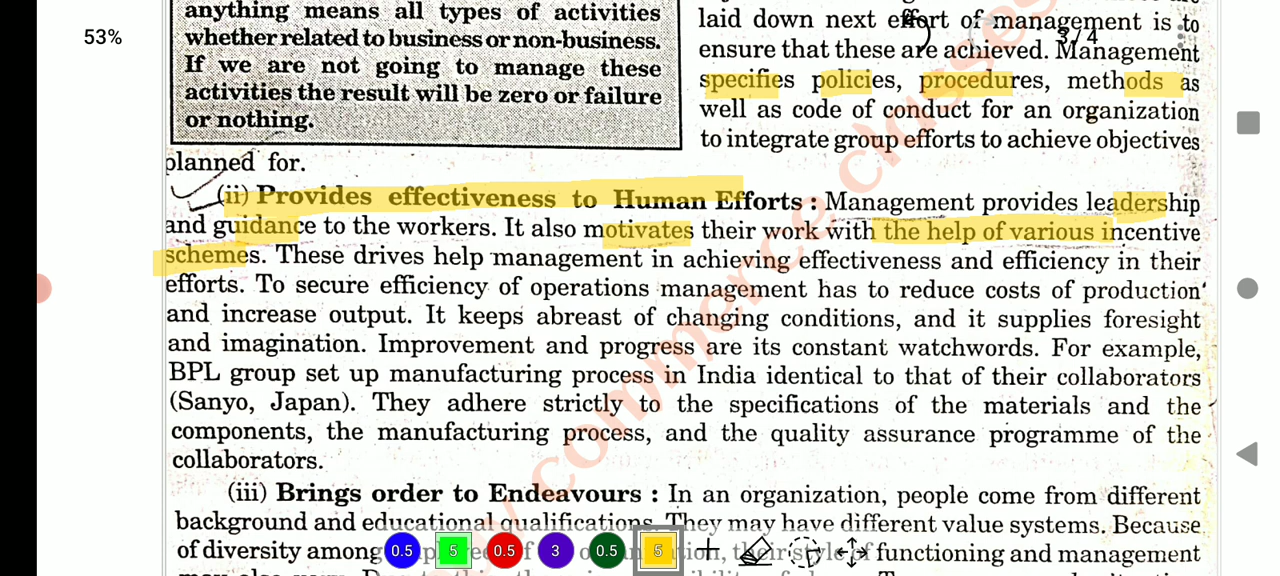 53%
3/4
anything means all types of activities
whether related to business or non-business.
If we are not going to manage these
activities the result will be zero or failure
or nothing.
laid down next effort of management is to
ensure that these are achieved. Management
specifies policies, procedures, methods as
well as code of conduct for an organization
to integrate group efforts to achieve objectives
planned for.
(ii) Provides effectiveness to Human Efforts : Management provides leadership
and guidance to the workers. It also motivates their work with the help of various incentive
schemes. These drives help management in achieving effectiveness and efficiency in their
efforts. To secure efficiency of operations management has to reduce costs of production
and increase output. It keeps abreast of changing conditions, and it supplies foresight
and imagination. Improvement and progress are its constant watchwords. For example,
BPL group set up manufacturing process in India identical to that of their collaborators
(Sanyo, Japan). They adhere strictly to the specifications of the materials and the
components, the manufacturing process, and the quality assurance programme of the
collaborators.
(iii) Brings order to Endeavours : In an organization, people come from different
background and educational qualifications. They may have different value systems. Because
of diversity among their style of functioning and management
0.5 5 0.5 3 0.5 5
commerce classes